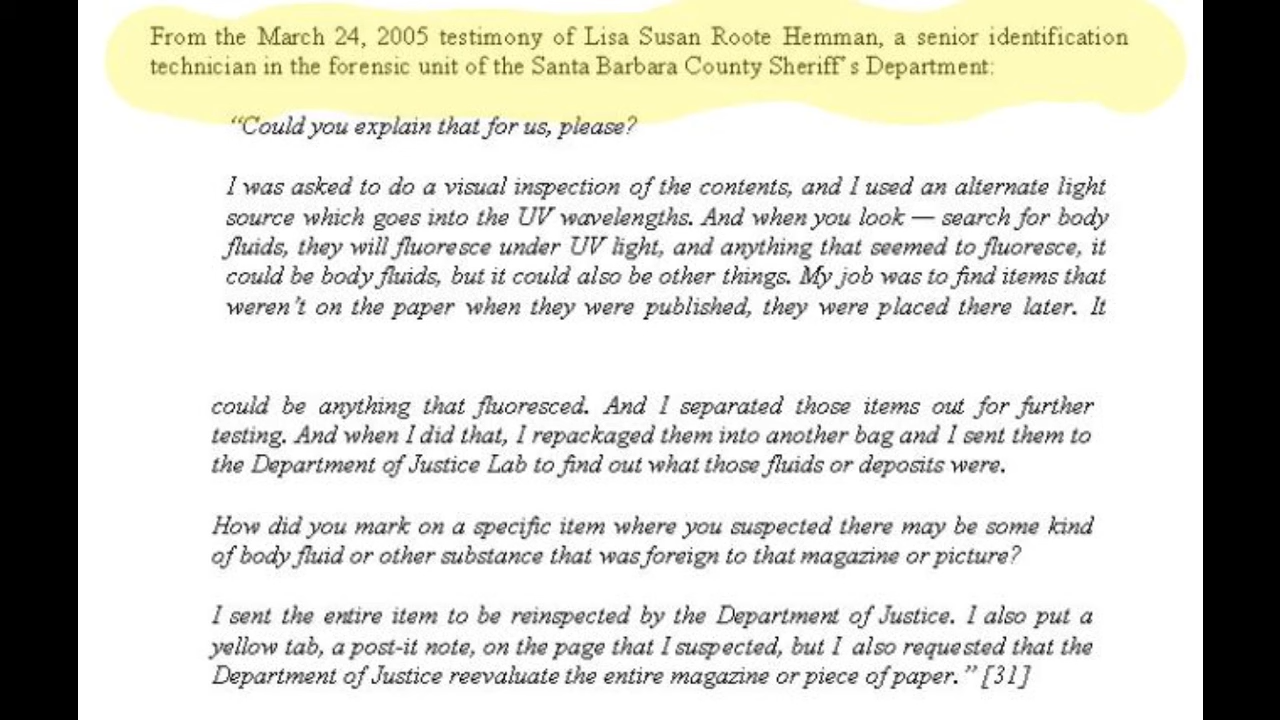 From the March 24, 2005 testimony of Lisa Susan Roote Hemman, a senior identification
technician in the forensic unit of the Santa Barbara County Sheriff's Department:
“Could you explain that for us, please?
I was asked to do a visual inspection of the contents, and I used an alternate light
source which goes into the UV wavelengths. And when you look — search for body
fluids, they will fluoresce under UV light, and anything that seemed to fluoresce, it
could be body fluids, but it could also be other things. My job was to find items that
weren't on the paper when they were published, they were placed there later. It
could be anything that fluoresced. And I separated those items out for further
testing. And when I did that, I repackaged them into another bag and I sent them to
the Department of Justice Lab to find out what those fluids or deposits were.
How did you mark on a specific item where you suspected there may be some kind
of body fluid or other substance that was foreign to that magazine or picture?
I sent the entire item to be reinspected by the Department of Justice. I also put a
yellow tab, a post-it note, on the page that I suspected, but I also requested that the
Department of Justice reevaluate the entire magazine or piece of paper.” [31]